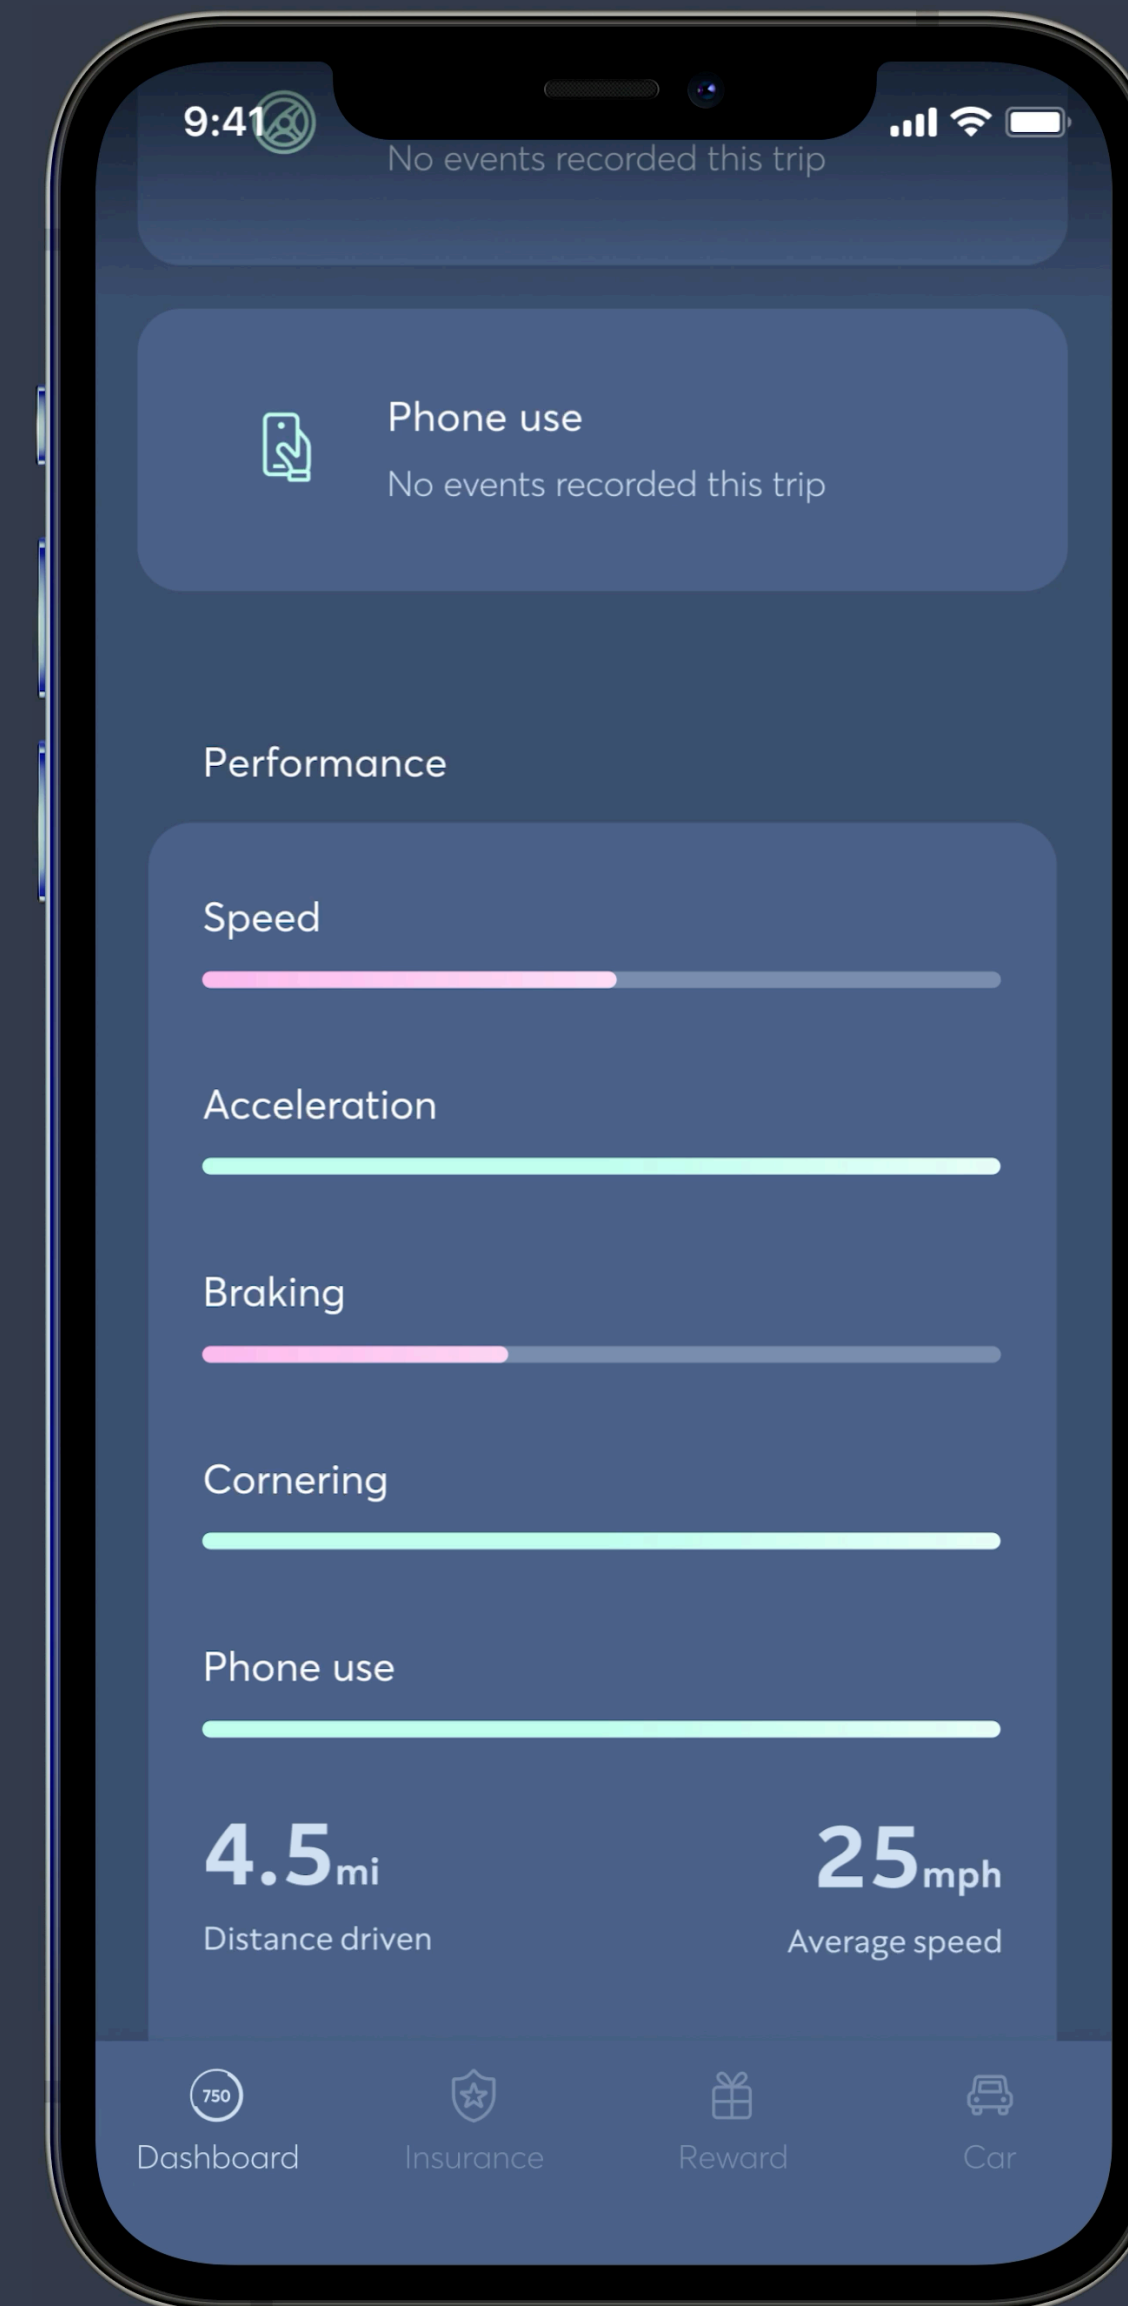 9:41
No events recorded this trip
Phone use
No events recorded this trip
Performance
Speed
Acceleration
Braking
Cornering
Phone use
4.5mi
25mph
Distance driven
Average speed
750
Dashboard
Insurance
Reward
Car